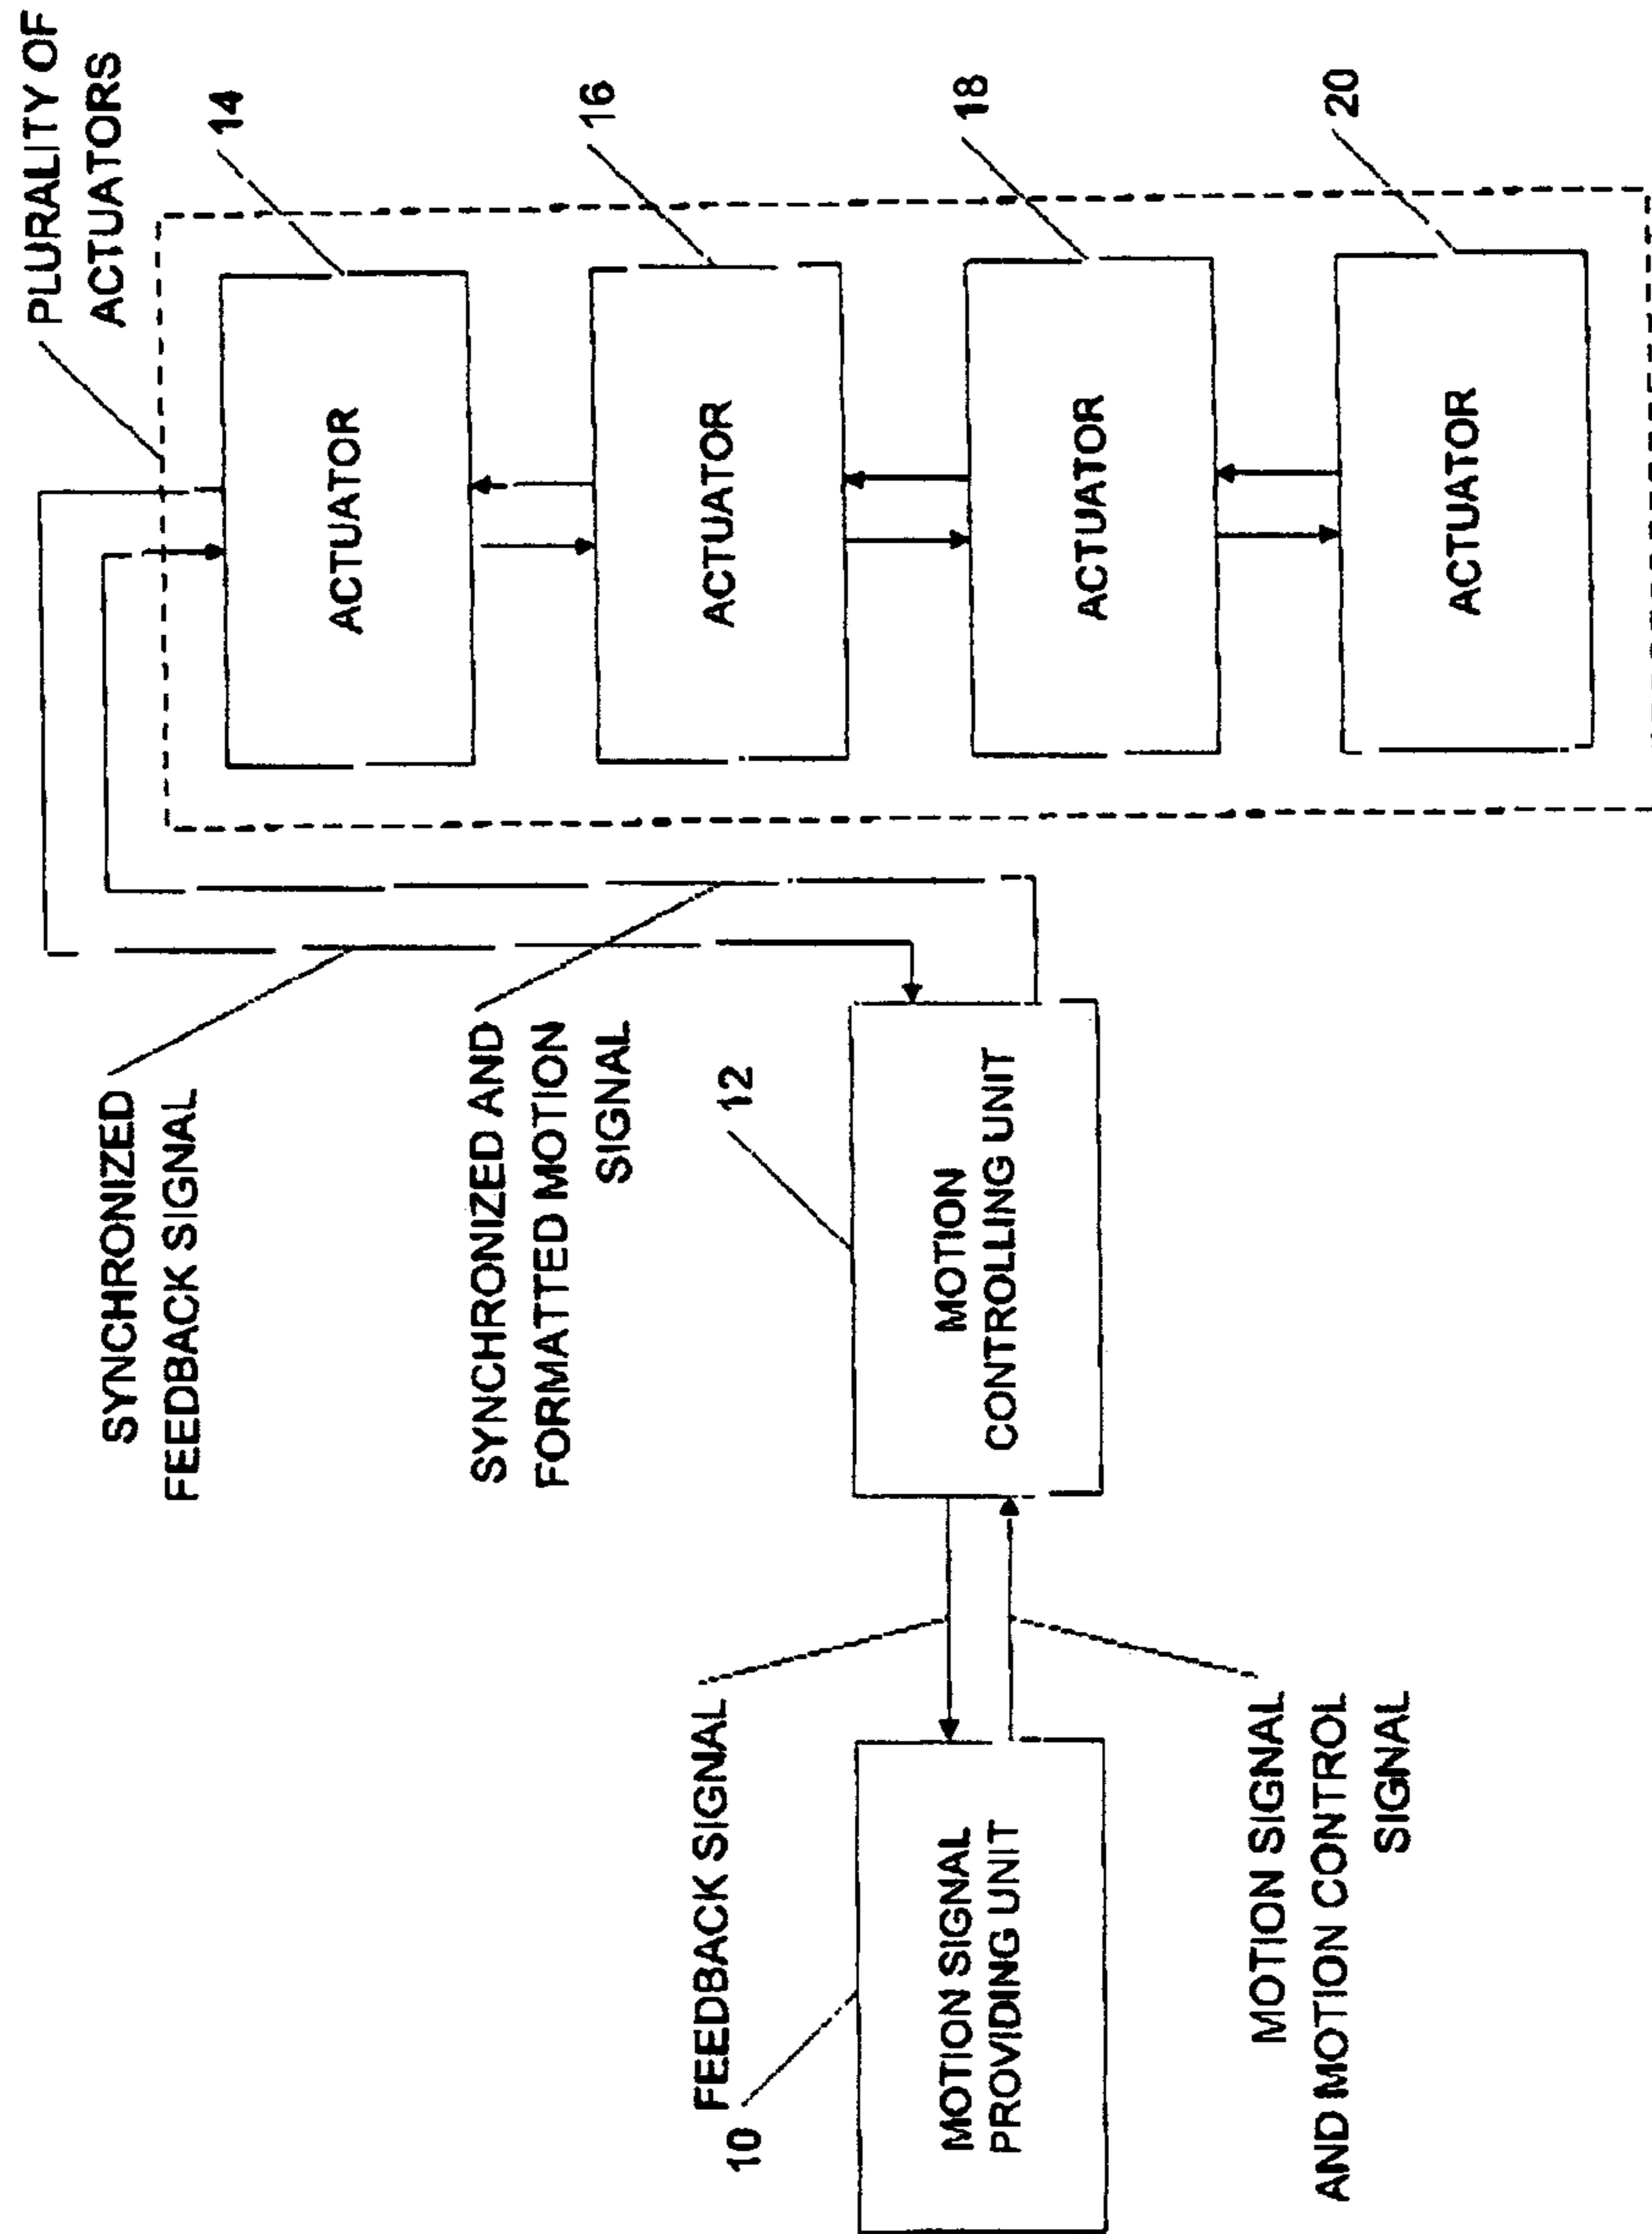 PLURALITY OF
ACTUATORS
14
16
18
20
ACTUATOR
ACTUATOR
ACTUATOR
ACTUATOR
SYNCHRONIZED
FEEDBACK SIGNAL
SYNCHRONIZED AND
FORMATTED MOTION
SIGNAL
12
MOTION
CONTROLLING UNIT
FEEDBACK SIGNAL
10
MOTION SIGNAL
PROVIDING UNIT
MOTION SIGNAL
AND MOTION CONTROL
SIGNAL